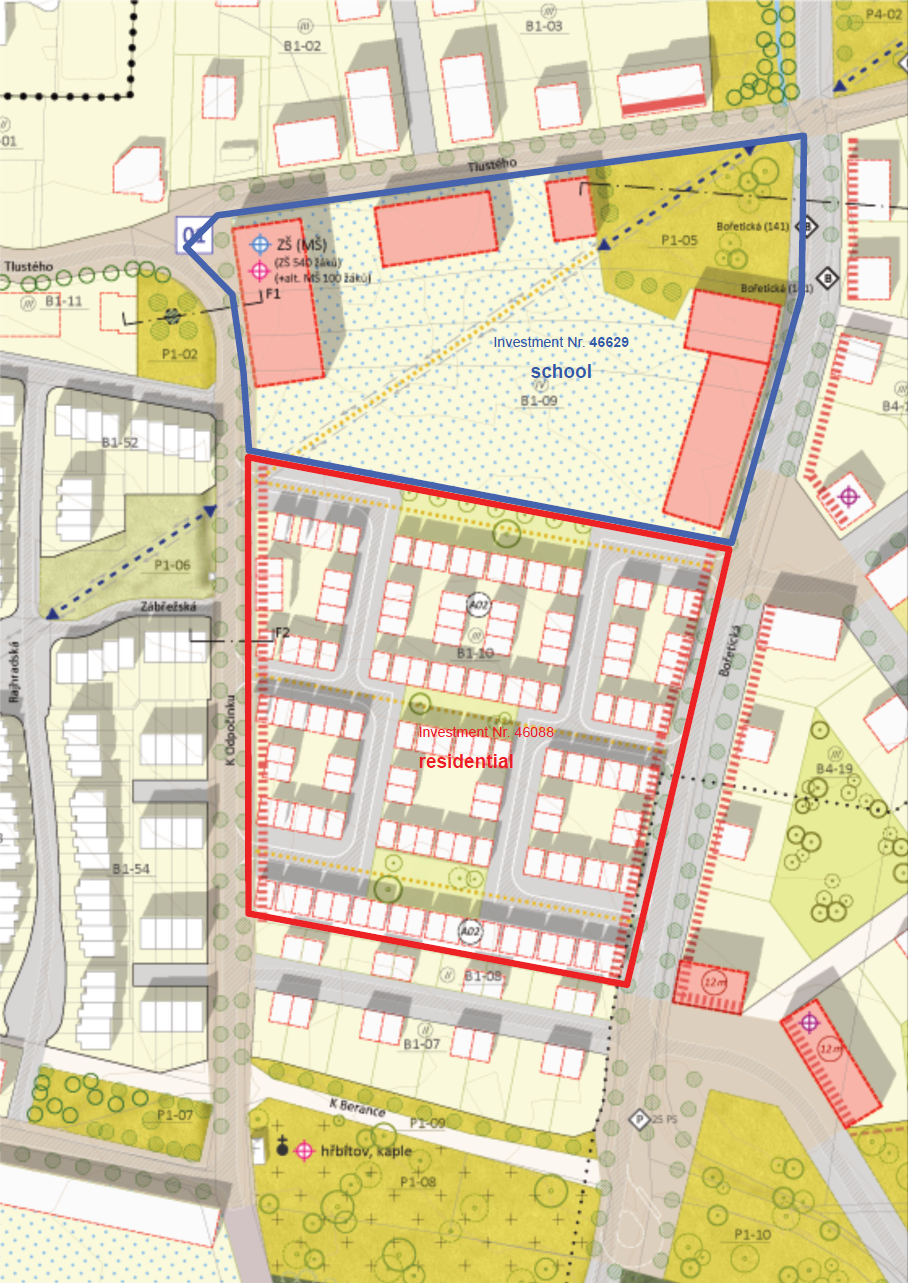 P4-02
B1-03
B1-02
-01
Tlustého
01
ZŠ (MŠ)
(ZŠ 540 žáků)
(+alt. MŠ 100 žáků)
Bořetická (141)
B
P1-05
Tlustého
B
B1-11
F1
P1-02
Investment Nr. 46629
school
B1-09
B4-
B1-52
P1-06
Zábřežská
A02
F2
B1-10
Rajhradská
Bořetická
K Odpočinku
Investment Nr. 46088
residential
B4-19
B1-54
A02
B1-08
12m
B1-07
12m
K Berance
P1-07
P1-09
P 25 PS
hřbitov, kaple
P1-08
P1-10